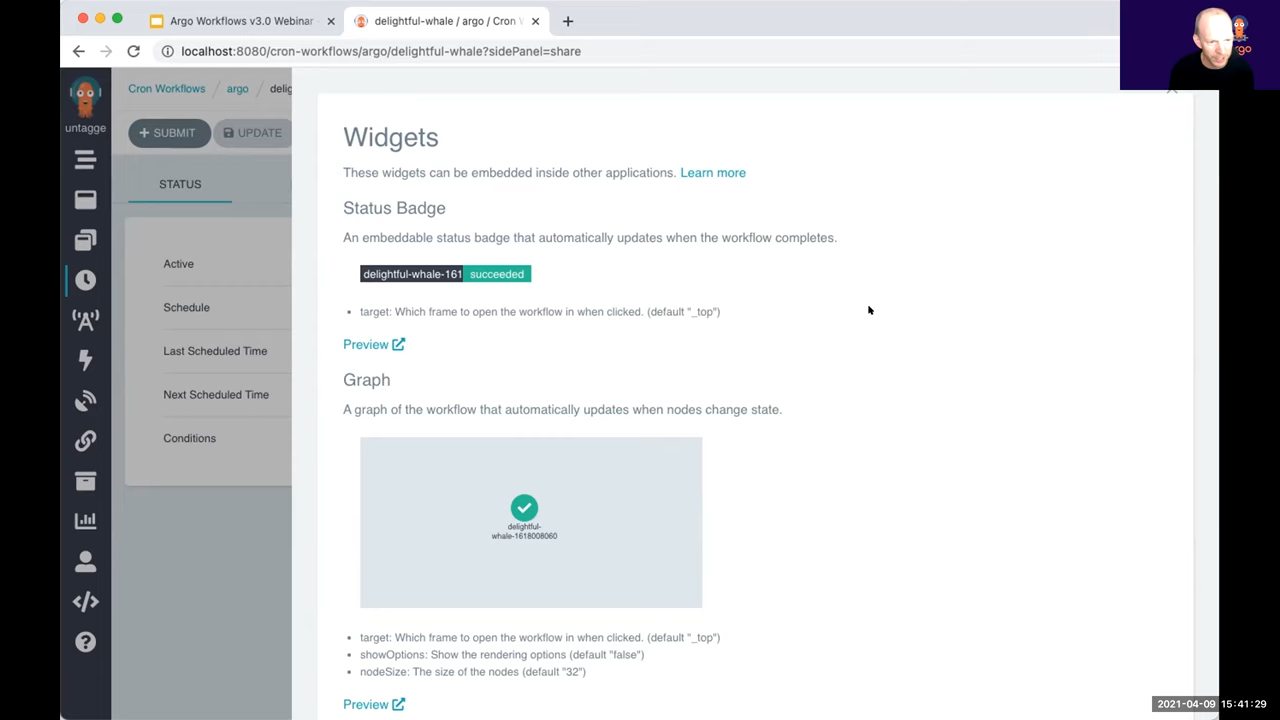 Argo Workflows v3.0 Webinar
delightful-whale / argo / Cron W
localhost:8080/cron-workflows/argo/delightful-whale?sidePanel=share
argo
untagge
Cron Workflows / argo / delig
+ SUBMIT
UPDATE
STATUS
Active
Schedule
Last Scheduled Time
Next Scheduled Time
Conditions
Widgets
These widgets can be embedded inside other applications. Learn more
Status Badge
An embeddable status badge that automatically updates when the workflow completes.
delightful-whale-161 succeeded
• target: Which frame to open the workflow in when clicked. (default "_top")
Preview
Graph
A graph of the workflow that automatically updates when nodes change state.
delightful-
whale-1618008060
• target: Which frame to open the workflow in when clicked. (default "_top")
• showOptions: Show the rendering options (default "false")
• nodeSize: The size of the nodes (default "32")
Preview
2021-04-09 15:41:29